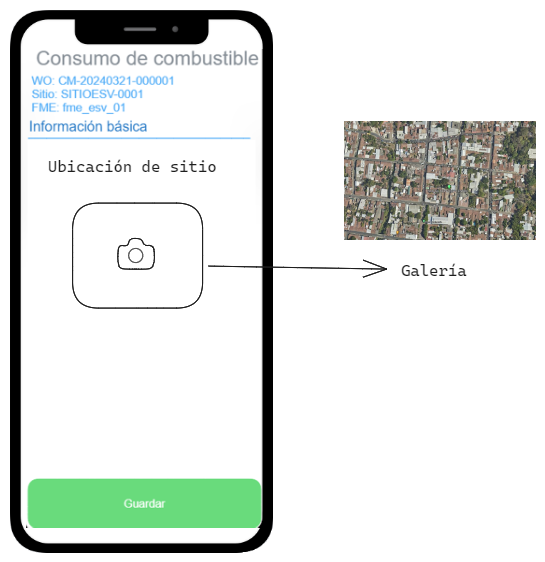 Consumo de combustible
WO: CM-20240321-000001
Sitio: SITIOESV-0001
FME: fme_esv_01
Información básica
Ubicación de sitio
Galería
Guardar